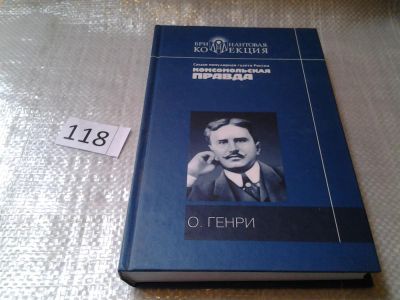 БРИЛЛИАНТОВАЯ
КОЛЛЕКЦИЯ
Самая популярная газета России
КОМСОМОЛЬСКАЯ
ПРАВДА
118
О. ГЕНРИ